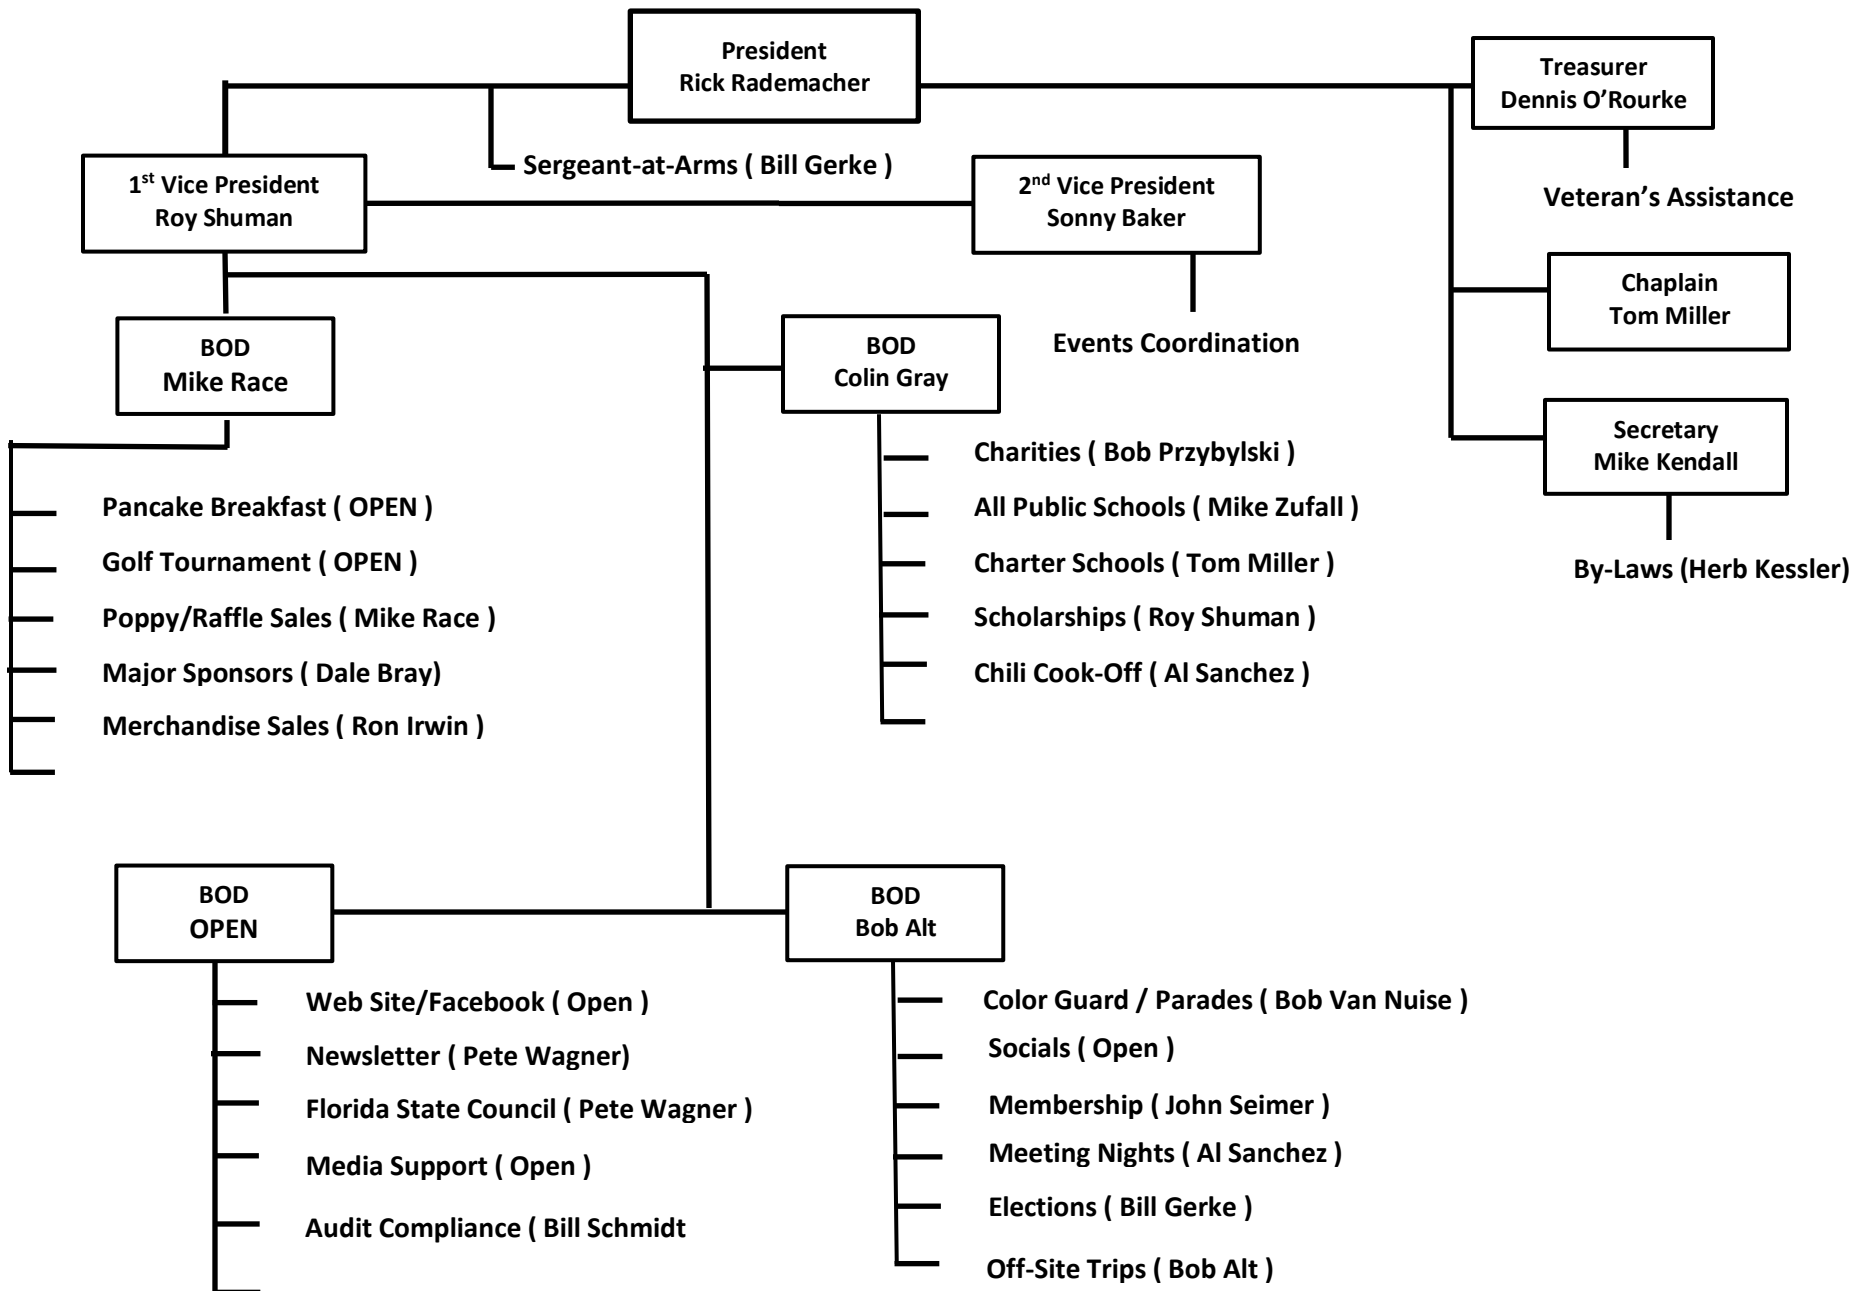 President
Rick Rademacher
Treasurer
Dennis O’Rourke
Sergeant-at-Arms ( Bill Gerke )
1st Vice President
Roy Shuman
2nd Vice President
Sonny Baker
Veteran’s Assistance
Chaplain
Tom Miller
BOD
Mike Race
BOD
Colin Gray
Events Coordination
Secretary
Mike Kendall
By-Laws (Herb Kessler)
Pancake Breakfast ( OPEN )
Golf Tournament ( OPEN )
Poppy/Raffle Sales ( Mike Race )
Major Sponsors ( Dale Bray)
Merchandise Sales ( Ron Irwin )
Charities ( Bob Przybylski )
All Public Schools ( Mike Zufall )
Charter Schools ( Tom Miller )
Scholarships ( Roy Shuman )
Chili Cook-Off ( Al Sanchez )
BOD
OPEN
Web Site/Facebook ( Open )
Newsletter ( Pete Wagner)
Florida State Council ( Pete Wagner )
Media Support ( Open )
Audit Compliance ( Bill Schmidt
BOD
Bob Alt
Color Guard / Parades ( Bob Van Nuise )
Socials ( Open )
Membership ( John Seimer )
Meeting Nights ( Al Sanchez )
Elections ( Bill Gerke )
Off-Site Trips ( Bob Alt )